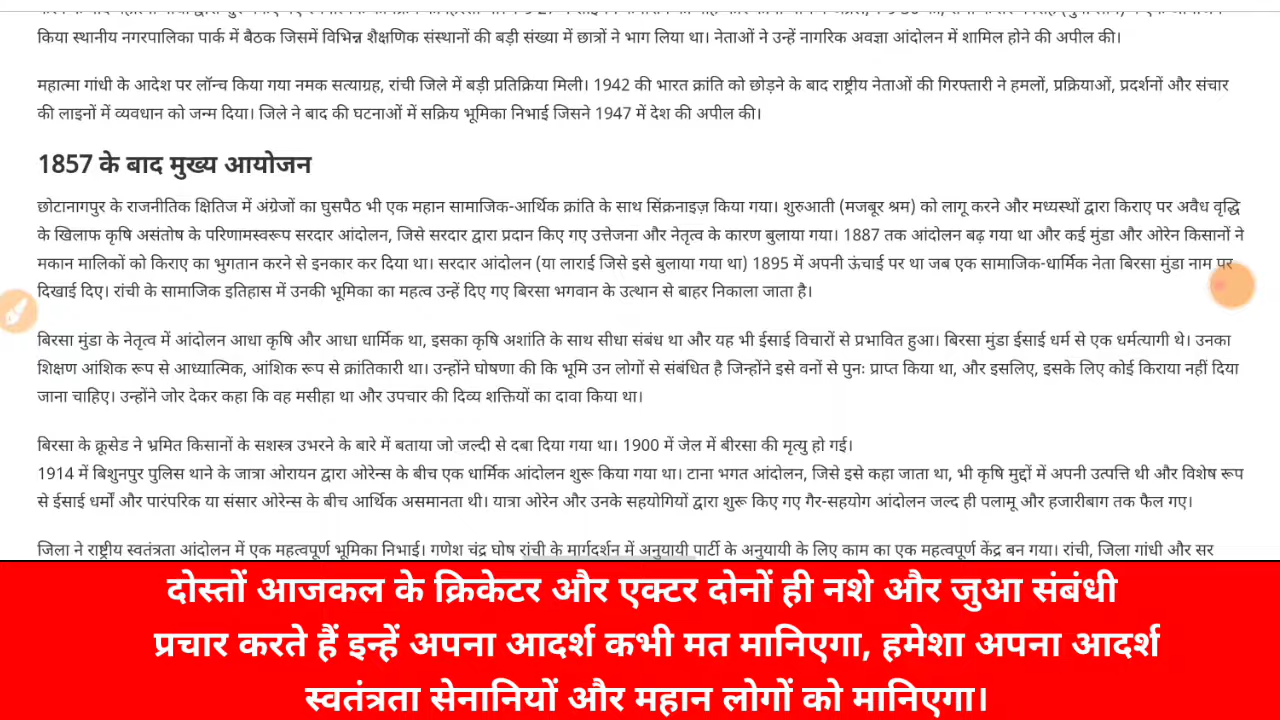 किया स्थानीय नगरपालिका पार्क में बैठक जिसमें विभिन्न शैक्षणिक संस्थानों की बड़ी संख्या में छात्रों ने भाग लिया था। नेताओं ने उन्हें नागरिक अवज्ञा आंदोलन में शामिल होने की अपील की।
महात्मा गांधी के आदेश पर लॉन्च किया गया नमक सत्याग्रह, रांची जिले में बड़ी प्रतिक्रिया मिली। 1942 की भारत क्रांति को छोड़ने के बाद राष्ट्रीय नेताओं की गिरफ्तारी ने हमलों, प्रक्रियाओं, प्रदर्शनों और संचार
की लाइनों में व्यवधान को जन्म दिया। जिले ने बाद की घटनाओं में सक्रिय भूमिका निभाई जिसने 1947 में देश की अपील की।
1857 के बाद मुख्य आयोजन
छोटानागपुर के राजनीतिक क्षितिज में अंग्रेजों का घुसपैठ भी एक महान सामाजिक-आर्थिक क्रांति के साथ सिंक्रनाइज़ किया गया। शुरुआती (मजबूर श्रम) को लागू करने और मध्यस्थों द्वारा किराए पर अवैध वृद्धि
के खिलाफ कृषि असंतोष के परिणामस्वरूप सरदार आंदोलन, जिसे सरदार द्वारा प्रदान किए गए उत्तेजना और नेतृत्व के कारण बुलाया गया। 1887 तक आंदोलन बढ़ गया था और कई मुंडा और ओरेन किसानों ने
मकान मालिकों को किराए का भुगतान करने से इनकार कर दिया था। सरदार आंदोलन (या लाराई जिसे इसे बुलाया गया था) 1895 में अपनी ऊंचाई पर था जब एक सामाजिक-धार्मिक नेता बिरसा मुंडा नाम पर
दिखाई दिए। रांची के सामाजिक इतिहास में उनकी भूमिका का महत्व उन्हें दिए गए बिरसा भगवान के उत्थान से बाहर निकाला जाता है।
बिरसा मुंडा के नेतृत्व में आंदोलन आधा कृषि और आधा धार्मिक था, इसका कृषि अशांति के साथ सीधा संबंध था और यह भी ईसाई विचारों से प्रभावित हुआ। बिरसा मुंडा ईसाई धर्म से एक धर्मत्यागी थे। उनका
शिक्षण आंशिक रूप से आध्यात्मिक, आंशिक रूप से क्रांतिकारी था। उन्होंने घोषणा की कि भूमि उन लोगों से संबंधित है जिन्होंने इसे वनों से पुनः प्राप्त किया था, और इसलिए, इसके लिए कोई किराया नहीं दिया
जाना चाहिए। उन्होंने जोर देकर कहा कि वह मसीहा था और उपचार की दिव्य शक्तियों का दावा किया था।
बिरसा के क्रूसेड ने भ्रमित किसानों के सशस्त्र उभरने के बारे में बताया जो जल्दी से दबा दिया गया था। 1900 में जेल में बीरसा की मृत्यु हो गई।
1914 में बिशुनपुर पुलिस थाने के जात्रा ओरायन द्वारा ओरेन्स के बीच एक धार्मिक आंदोलन शुरू किया गया था। टाना भगत आंदोलन, जिसे इसे कहा जाता था, भी कृषि मुद्दों में अपनी उत्पत्ति थी और विशेष रूप
से ईसाई धर्मों और पारंपरिक या संसार ओरेन्स के बीच आर्थिक असमानता थी। यात्रा ओरेन और उनके सहयोगियों द्वारा शुरू किए गए गैर-सहयोग आंदोलन जल्द ही पलामू और हजारीबाग तक फैल गए।
जिला ने राष्ट्रीय स्वतंत्रता आंदोलन में एक महत्वपूर्ण भूमिका निभाई। गणेश चंद्र घोष रांची के मार्गदर्शन में अनुयायी पार्टी के अनुयायी के लिए काम का एक महत्वपूर्ण केंद्र बन गया। रांची, जिला गांधी और सर
दोस्तों आजकल के क्रिकेटर और एक्टर दोनों ही नशे और जुआ संबंधी
प्रचार करते हैं इन्हें अपना आदर्श कभी मत मानिएगा, हमेशा अपना आदर्श
स्वतंत्रता सेनानियों और महान लोगों को मानिएगा।